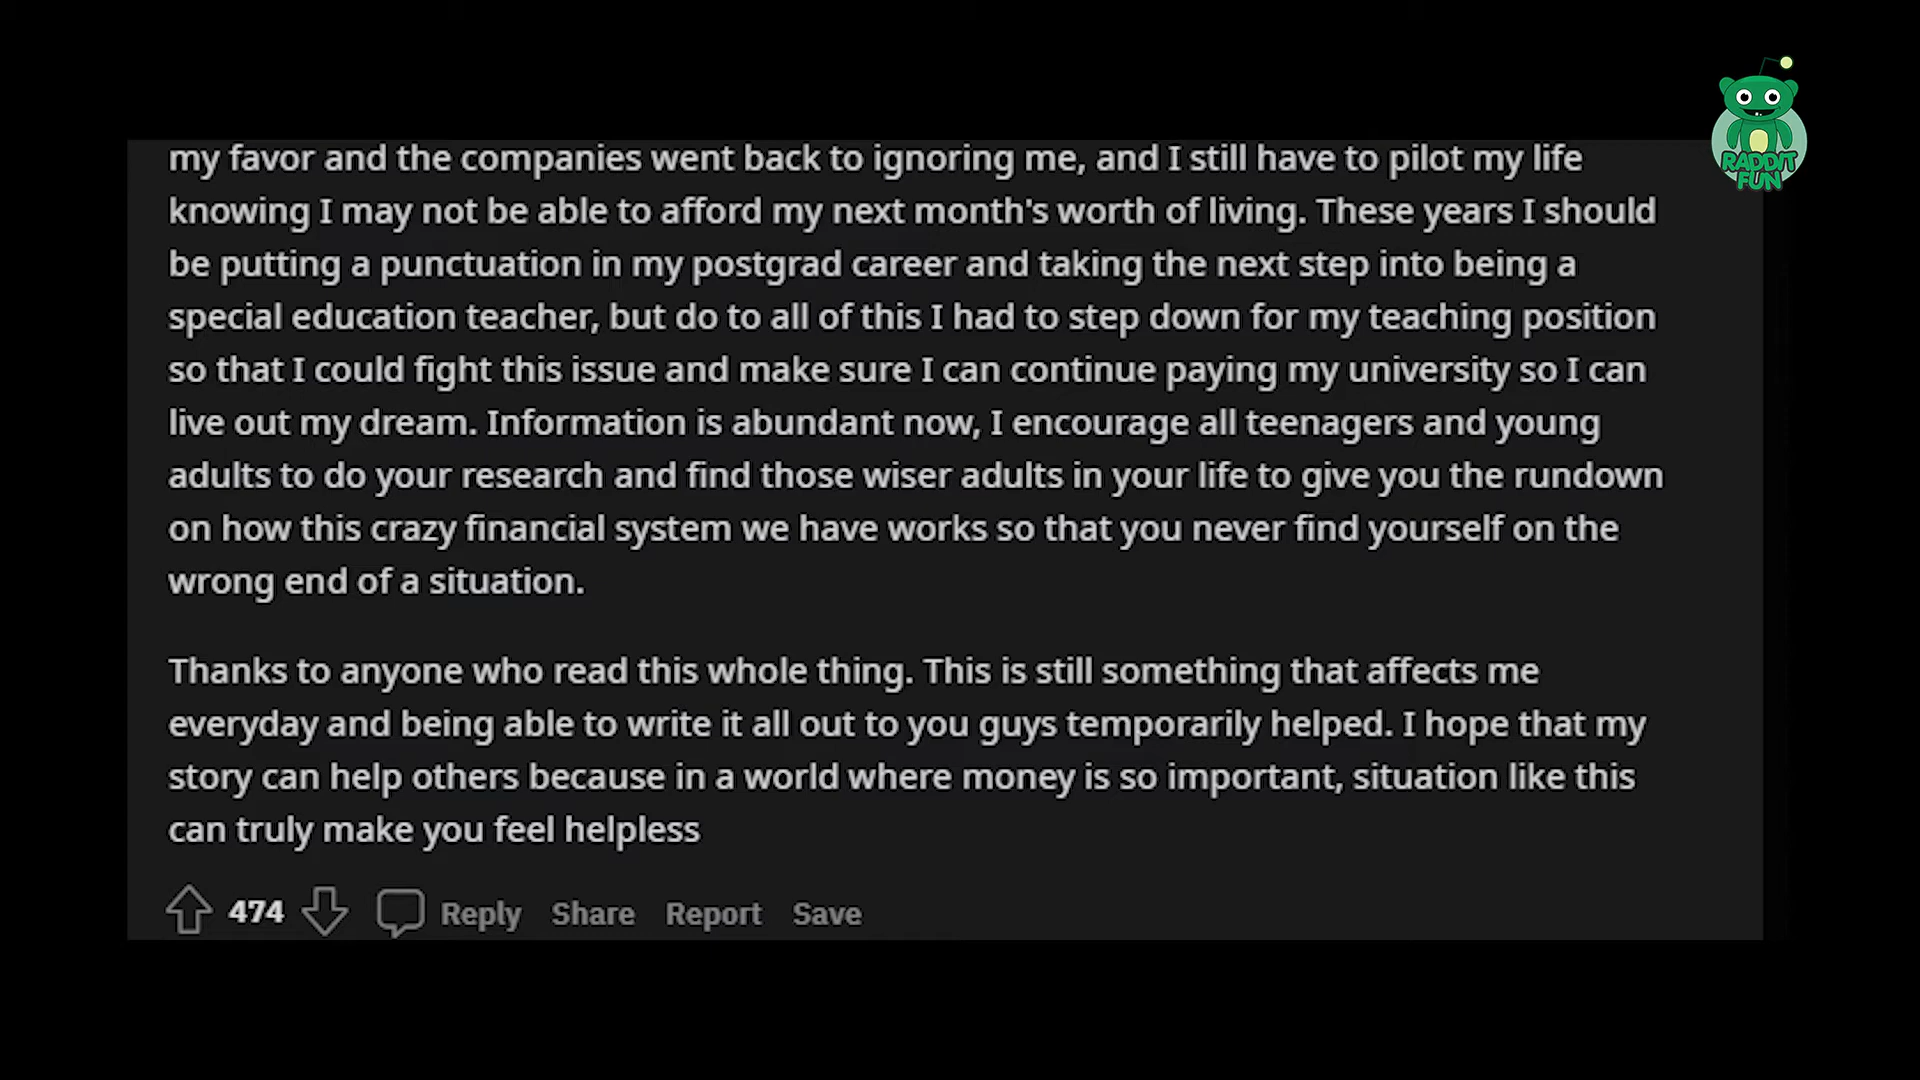 RADDIT
FUN
my favor and the companies went back to ignoring me, and I still have to pilot my life
knowing I may not be able to afford my next month's worth of living. These years I should
be putting a punctuation in my postgrad career and taking the next step into being a
special education teacher, but do to all of this I had to step down for my teaching position
so that I could fight this issue and make sure I can continue paying my university so I can
live out my dream. Information is abundant now, I encourage all teenagers and young
adults to do your research and find those wiser adults in your life to give you the rundown
on how this crazy financial system we have works so that you never find yourself on the
wrong end of a situation.
Thanks to anyone who read this whole thing. This is still something that affects me
everyday and being able to write it all out to you guys temporarily helped. I hope that my
story can help others because in a world where money is so important, situation like this
can truly make you feel helpless
474 Reply Share Report Save